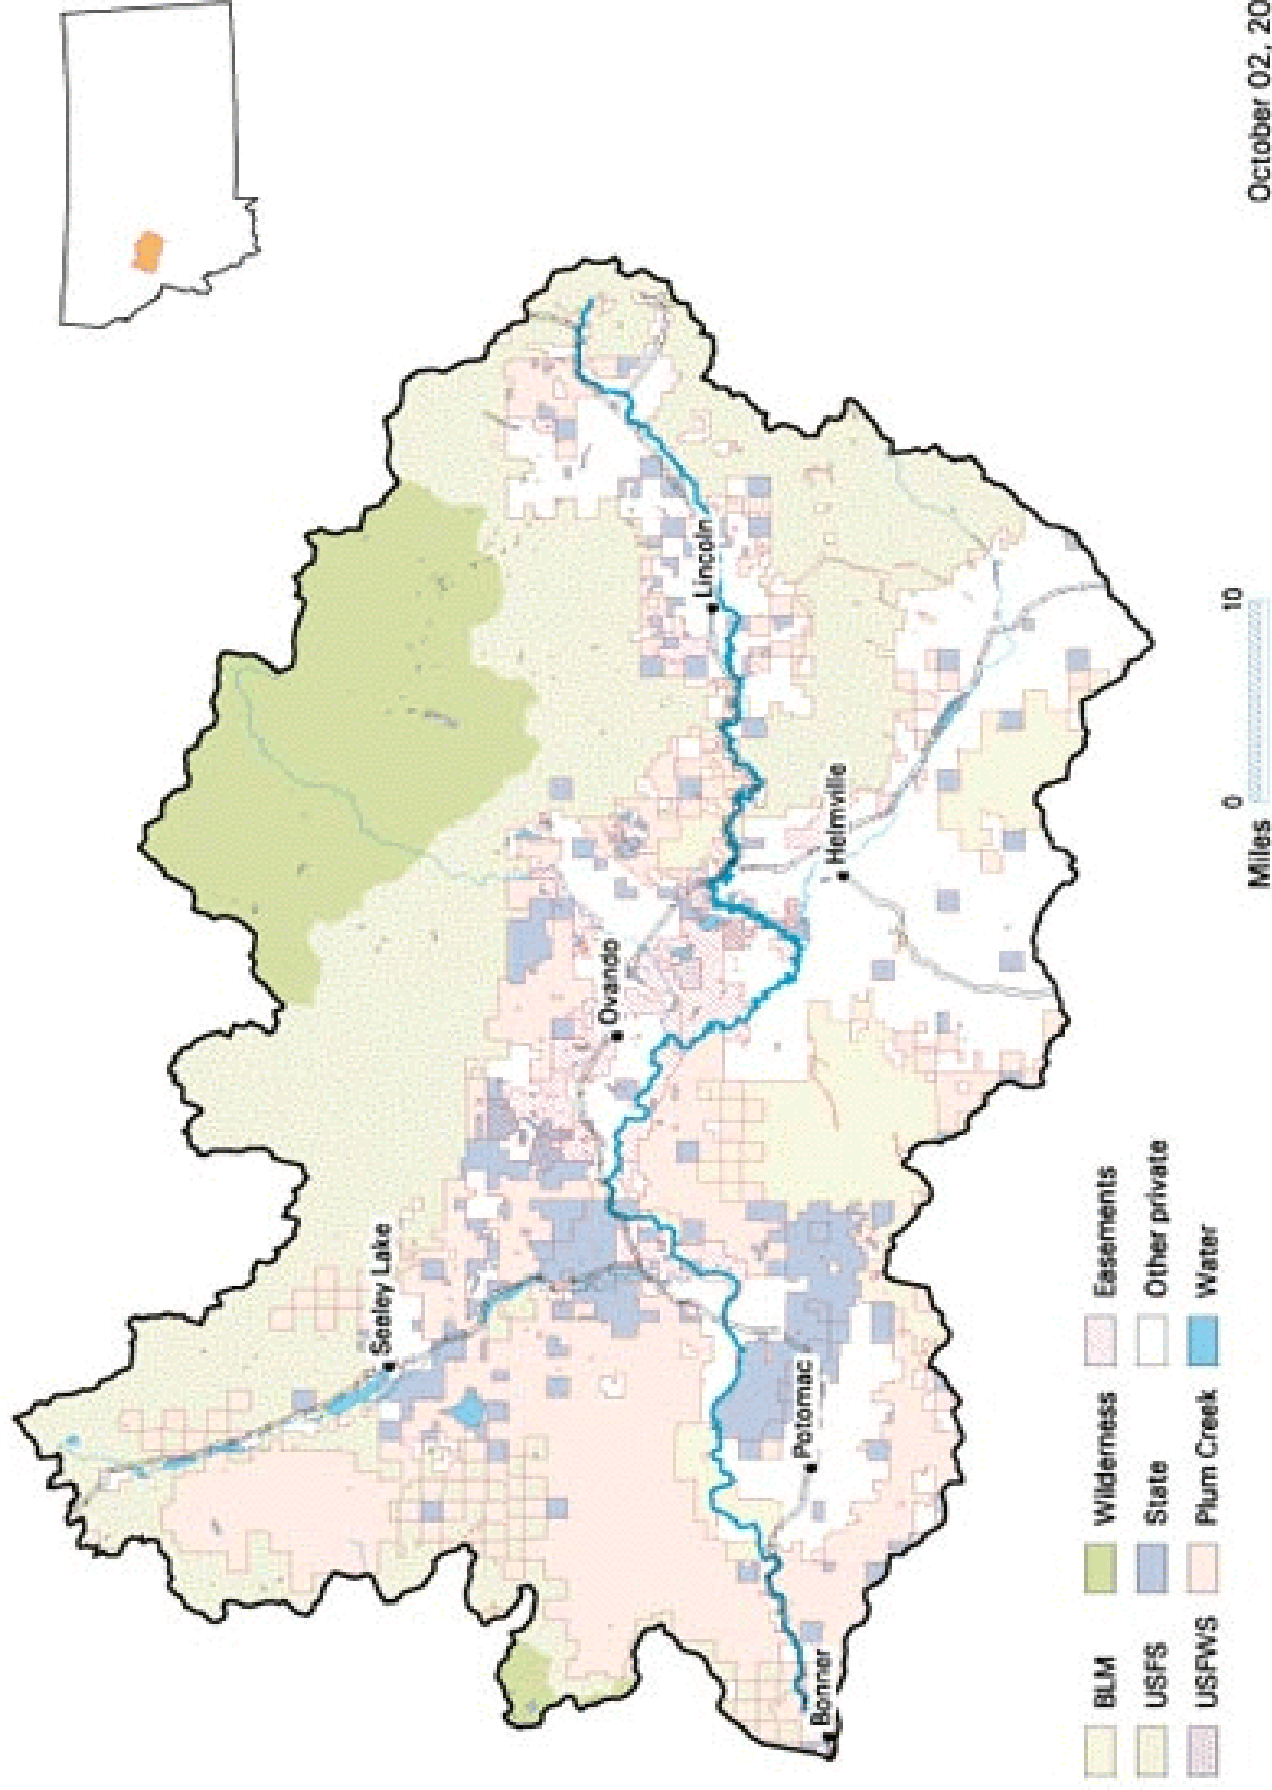 October 02, 20
Seeley Lake
Ovando
Lincoln
Helmville
Potomac
Bonner
BLM
Wilderness
Easements
USFS
State
Other private
USFWS
Plum Creek
Water
0 10
Miles